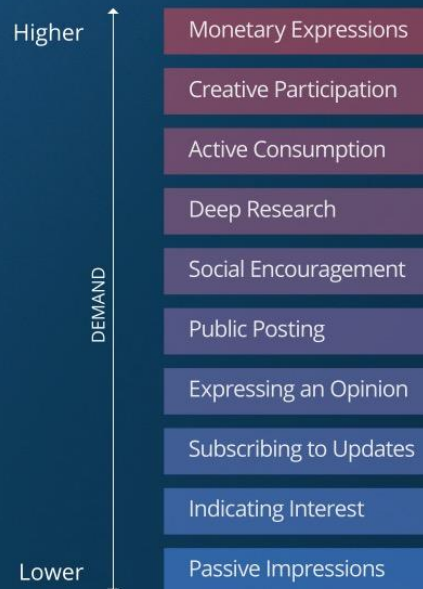 Higher
Monetary Expressions
Creative Participation
Active Consumption
Deep Research
Social Encouragement
DEMAND
Public Posting
Expressing an Opinion
Subscribing to Updates
Indicating Interest
Lower
Passive Impressions